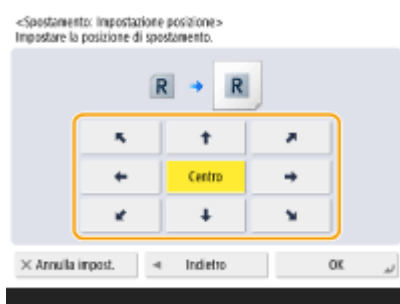 <Spostamento: Impostazione posizione>
Impostare la posizione di spostamento.
R R
Centro
Annulla impost. Indietro OK